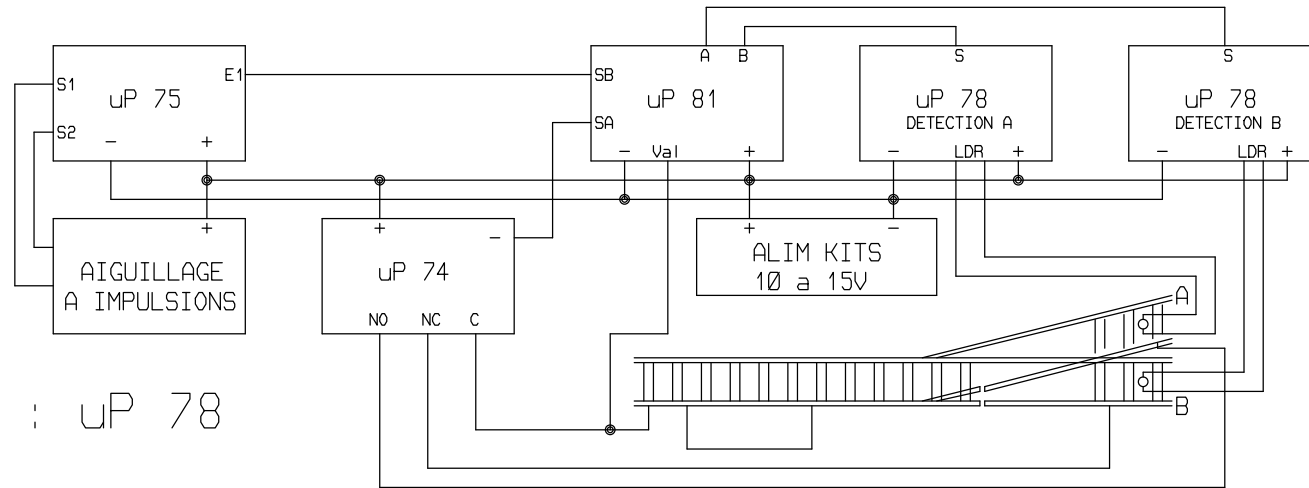 A B S S
S1 E1 SB
uP 75 uP 81 uP 78 uP 78
S2 SA DETECTION A DETECTION B
- + - Val + - LDR + - LDR +
+ + - + -
AIGUILLAGE
A IMPULSIONS
uP 74
ALIM KITS
10 a 15V
NO NC C
A
B
: uP 78